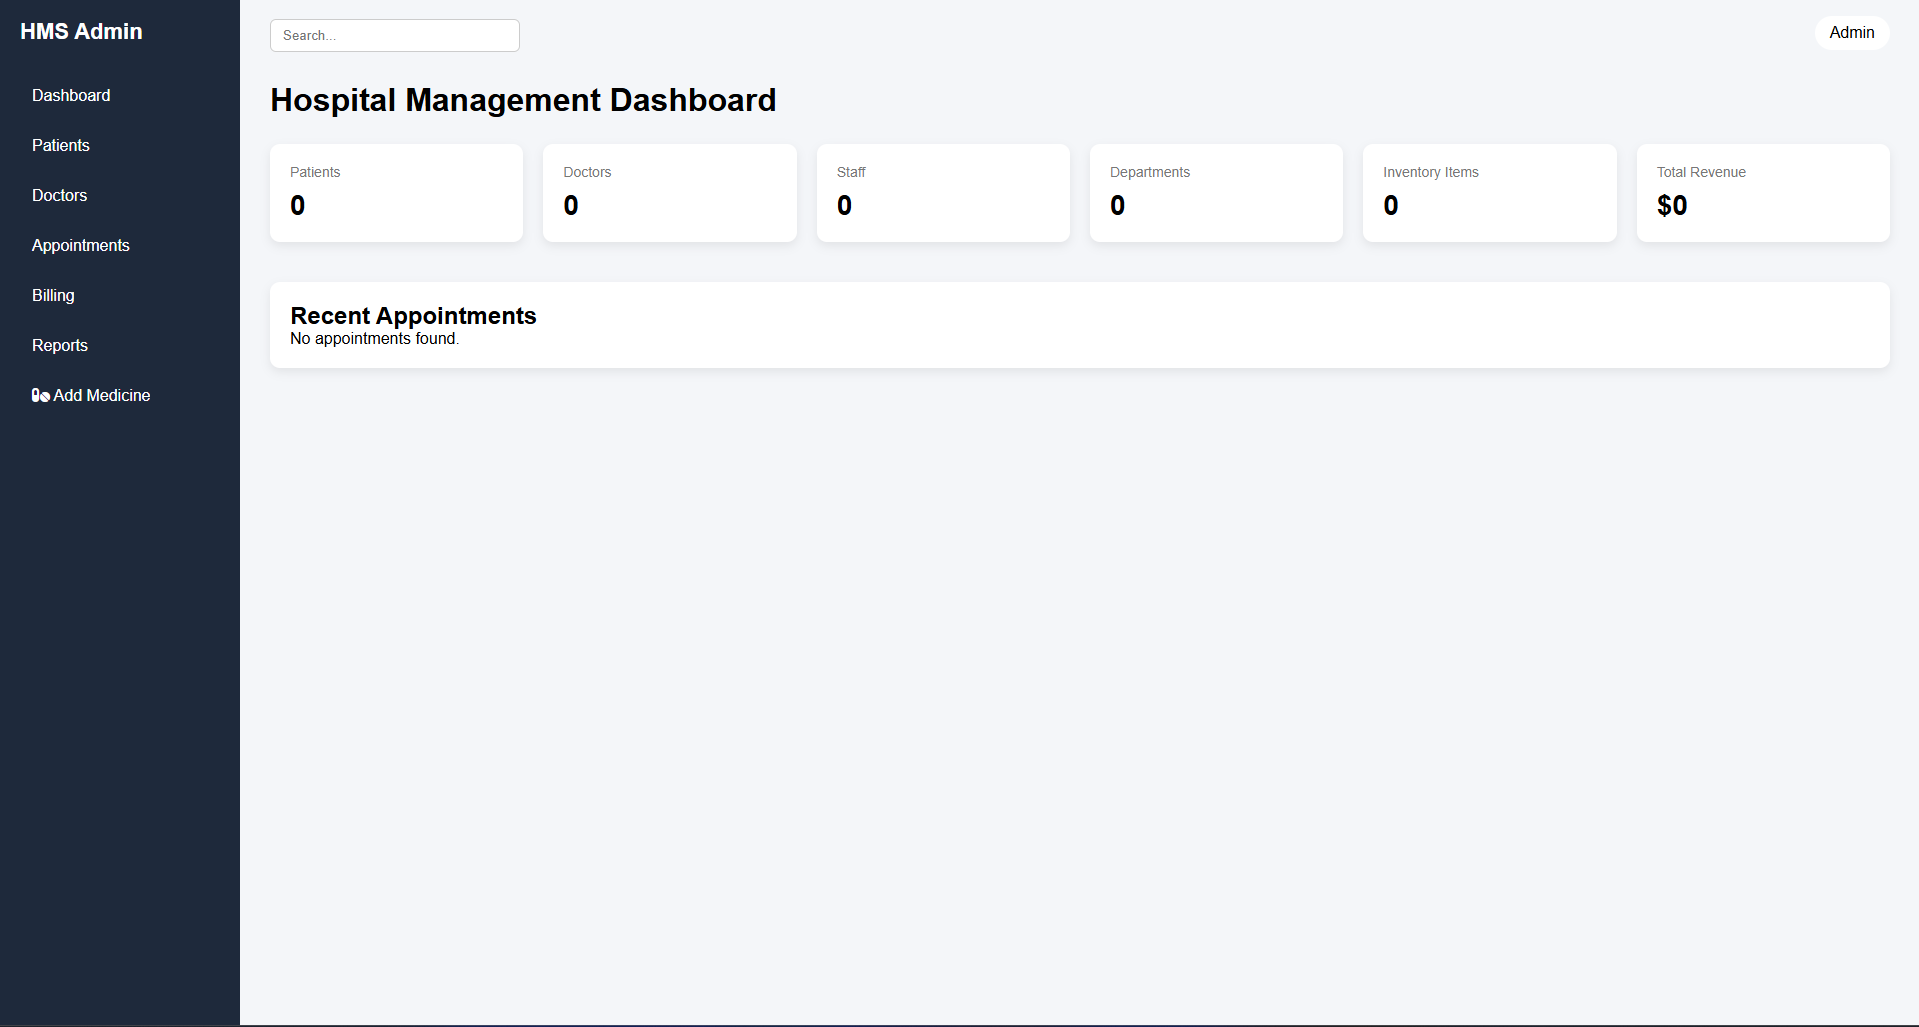 HMS Admin
Dashboard
Patients
Doctors
Appointments
Billing
Reports
Add Medicine
Search...
Admin
Hospital Management Dashboard
Patients
0
Doctors
0
Staff
0
Departments
0
Inventory Items
0
Total Revenue
$0
Recent Appointments
No appointments found.